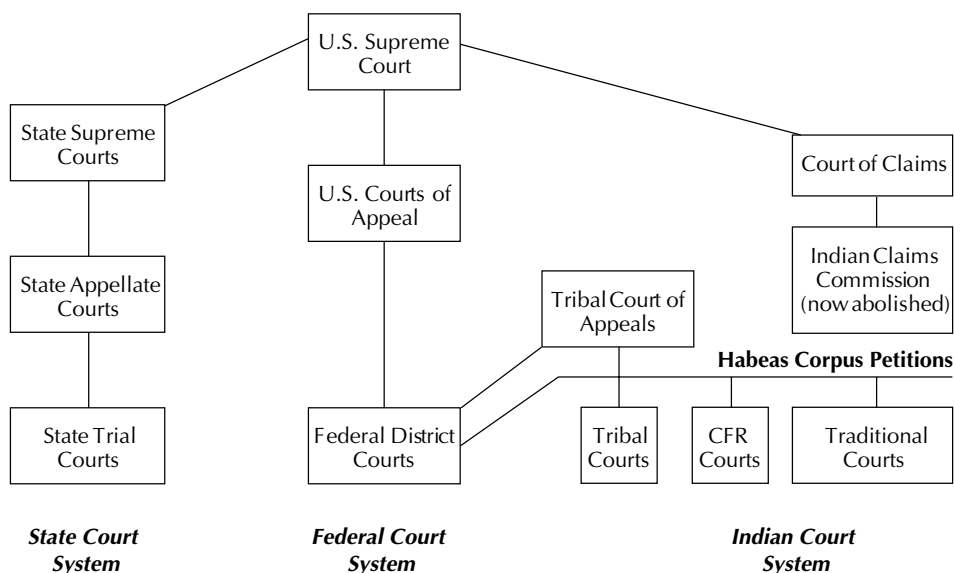 U.S. Supreme
Court
State Supreme
Courts
Court of Claims
U.S. Courts of
Appeal
Indian Claims
Commission
(now abolished)
State Appellate
Courts
Tribal Court of
Appeals
Habeas Corpus Petitions
State Trial
Courts
Federal District
Courts
Tribal
Courts
CFR
Courts
Traditional
Courts
State Court
System
Federal Court
System
Indian Court
System